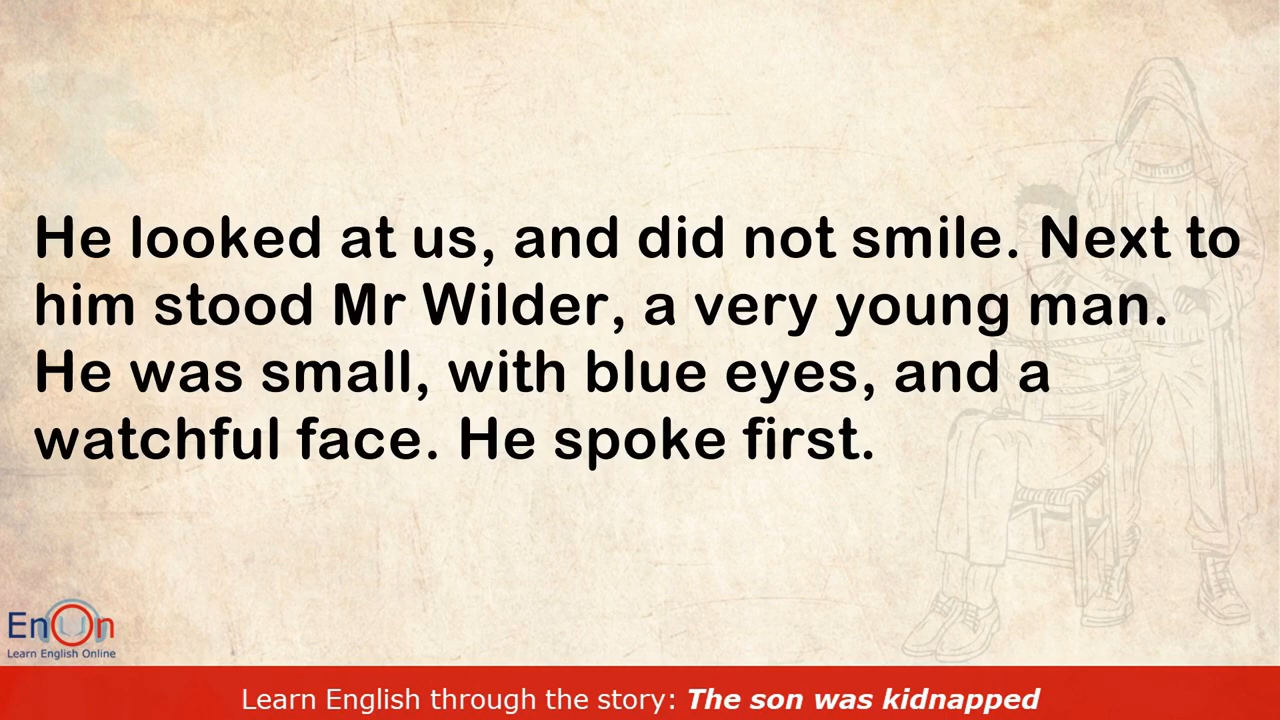 He looked at us, and did not smile. Next to
him stood Mr Wilder, a very young man.
He was small, with blue eyes, and a
watchful face. He spoke first.
EnOn
Learn English Online
Learn English through the story: The son was kidnapped